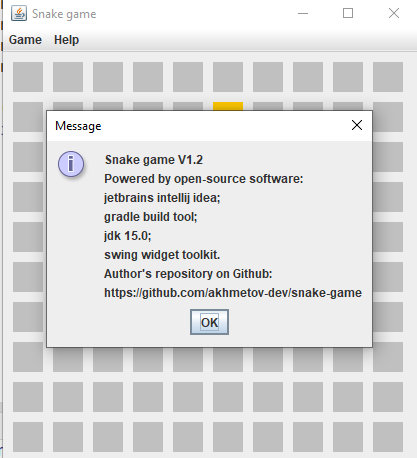 Snake game
Game Help
Message
Snake game V1.2
Powered by open-source software:
jetbrains intellij idea;
gradle build tool;
jdk 15.0;
swing widget toolkit.
Author's repository on Github:
https://github.com/akhmetov-dev/snake-game
OK